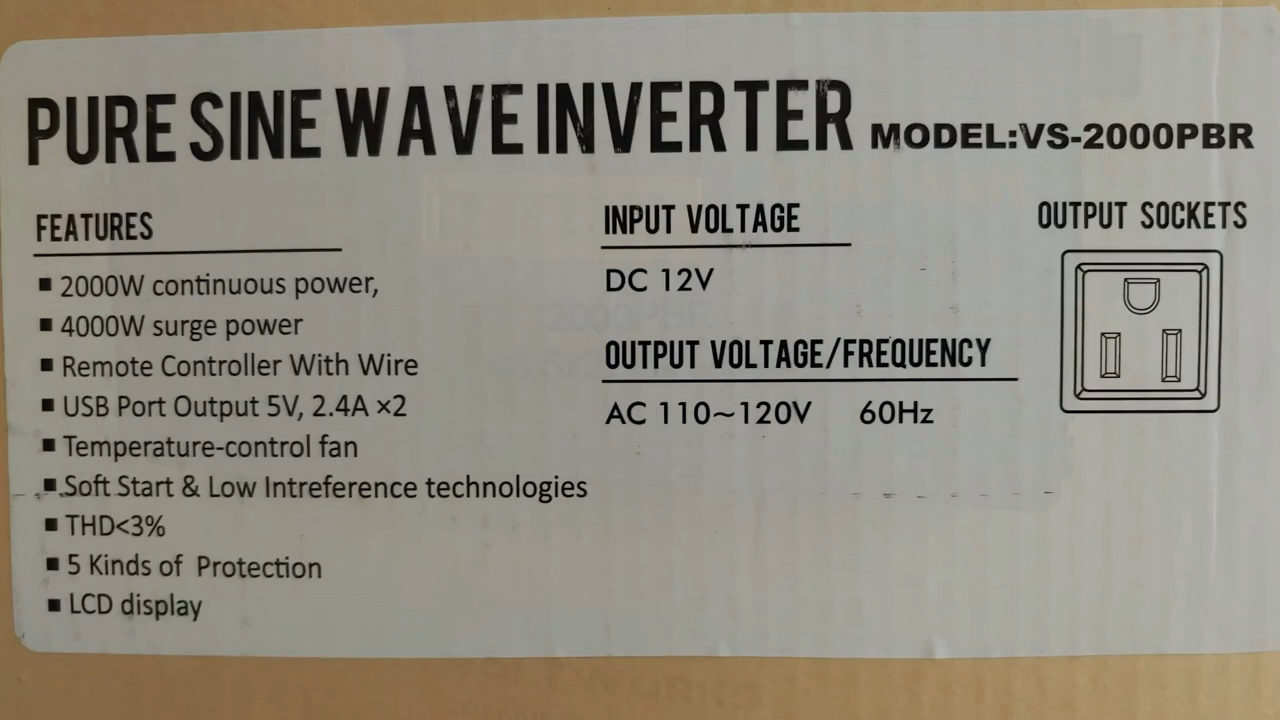 PURE SINE WAVE INVERTER MODEL:VS-2000PBR
FEATURES
▪ 2000W continuous power,
▪ 4000W surge power
▪ Remote Controller With Wire
▪ USB Port Output 5V, 2.4A ×2
▪ Temperature-control fan
▪ Soft Start & Low Intreference technologies
▪ THD<3%
▪ 5 Kinds of Protection
▪ LCD display
INPUT VOLTAGE
DC 12V
OUTPUT VOLTAGE/FREQUENCY
AC 110~120V 60Hz
OUTPUT SOCKETS
2000PBR